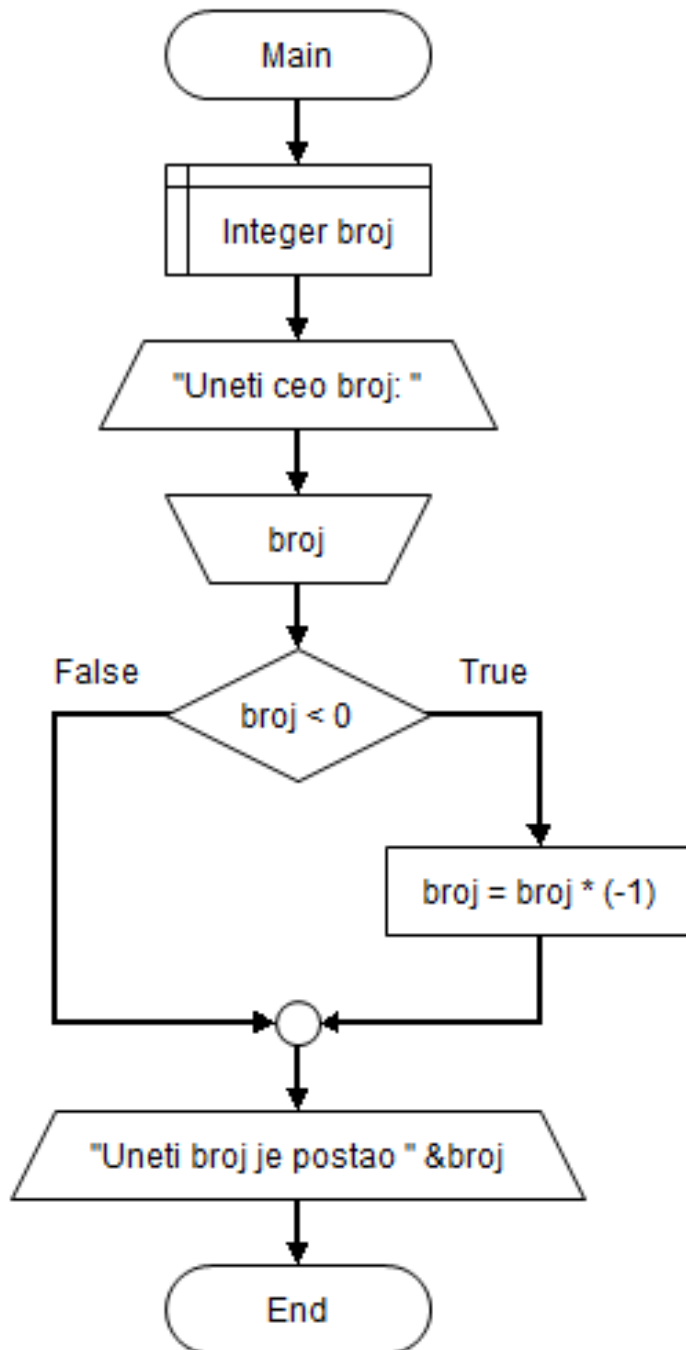 Main
Integer broj
"Uneti ceo broj: "
broj
False
True
broj < 0
broj = broj * (-1)
"Uneti broj je postao " &broj
End